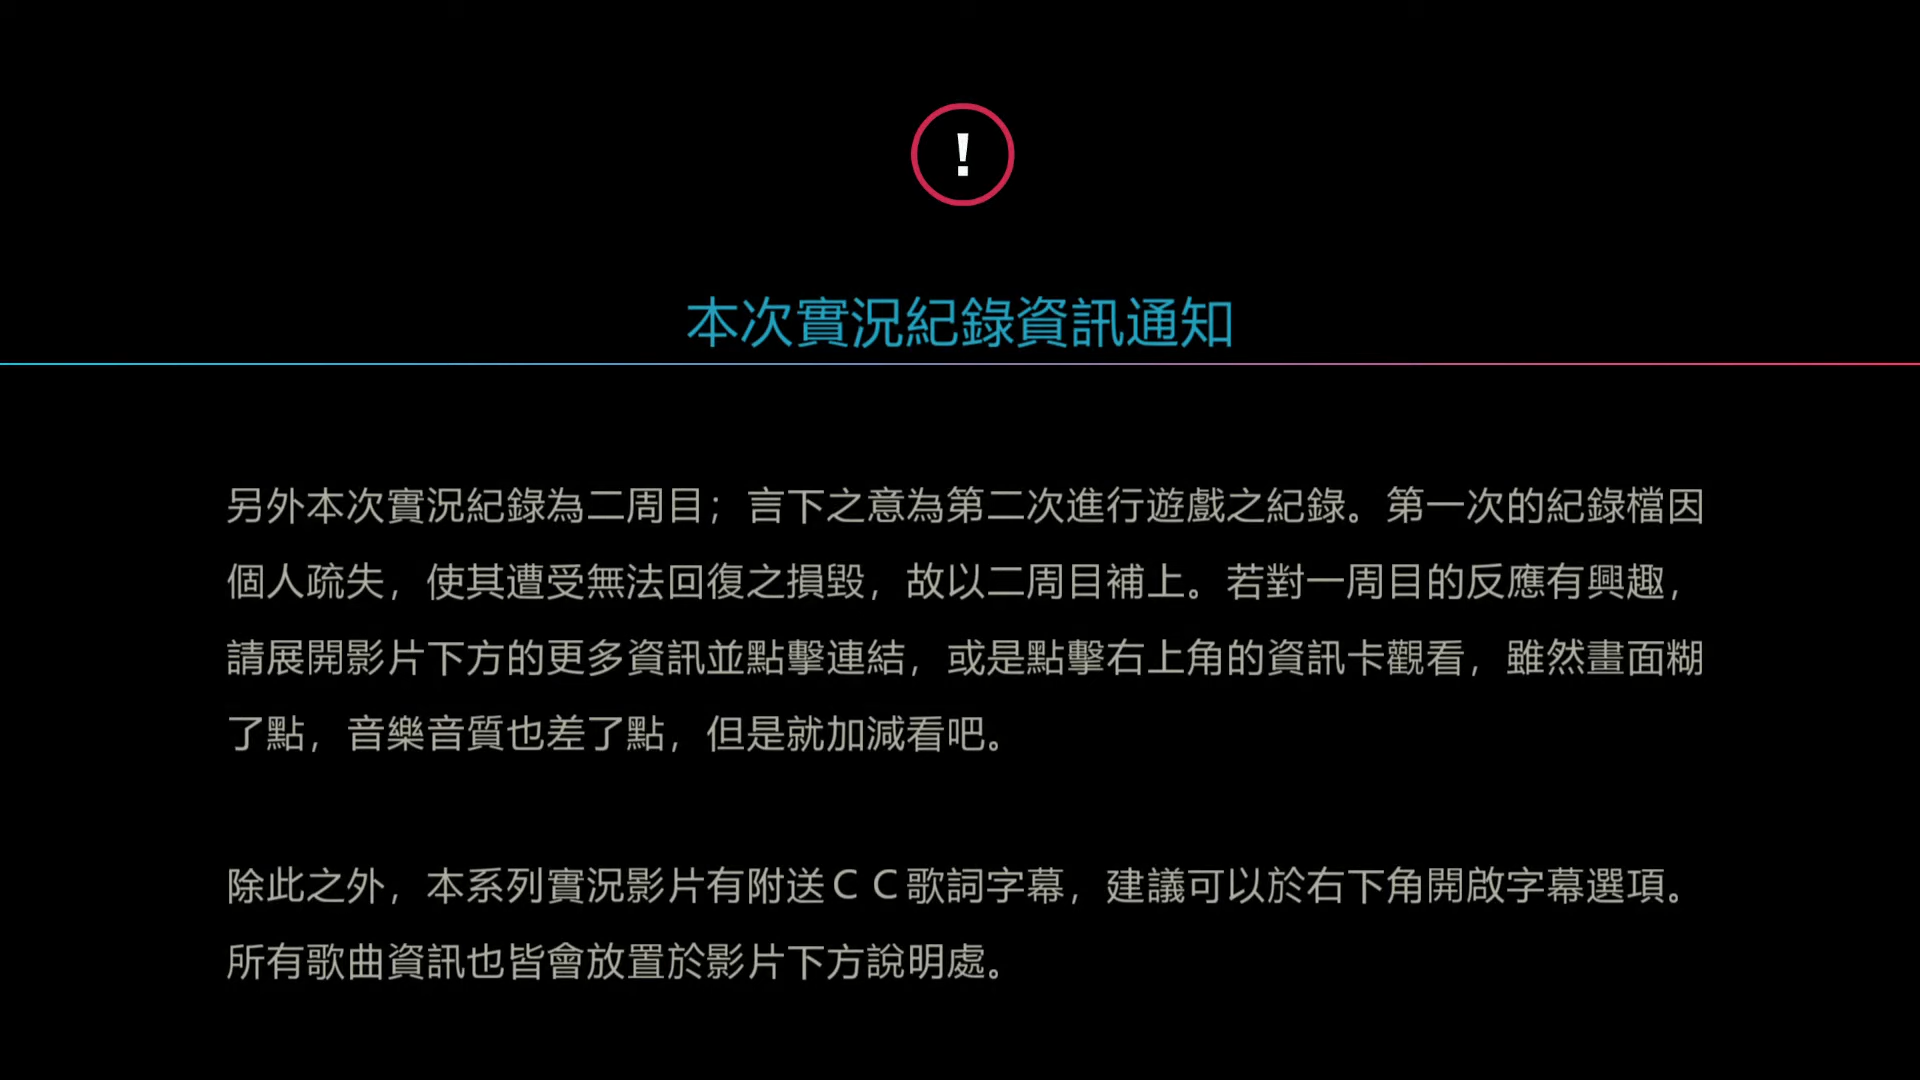 !
本次實況紀錄資訊通知
另外本次實況紀錄為二周目；言下之意為第二次進行遊戲之紀錄。第一次的紀錄檔因
個人疏失，使其遭受無法回復之損毀，故以二周目補上。若對一周目的反應有興趣，
請展開影片下方的更多資訊並點擊連結，或是點擊右上角的資訊卡觀看，雖然畫面糊
了點，音樂音質也差了點，但是就加減看吧。
除此之外，本系列實況影片有附送ＣＣ歌詞字幕，建議可以於右下角開啟字幕選項。
所有歌曲資訊也皆會放置於影片下方說明處。